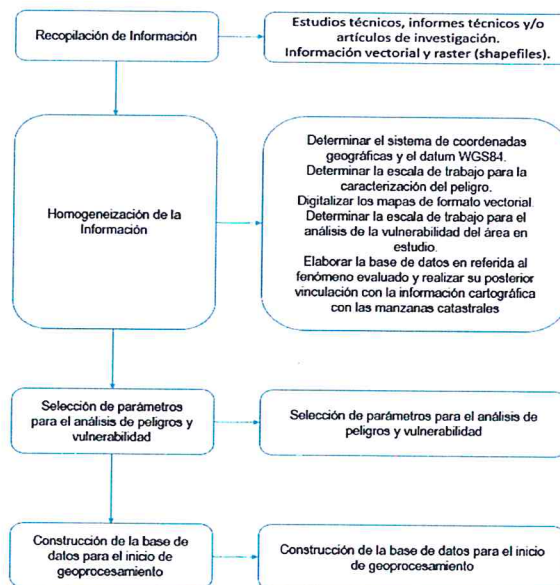 Recopilación de Información
Estudios técnicos, informes técnicos y/o
artículos de investigación.
Información vectorial y raster (shapefiles).
Homogeneización de la
Información
Determinar el sistema de coordenadas
geográficas y el datum WGS84.
Determinar la escala de trabajo para la
caracterización del peligro.
Digitalizar los mapas de formato vectorial.
Determinar la escala de trabajo para el
análisis de la vulnerabilidad del área en
estudio.
Elaborar la base de datos en referida al
fenómeno evaluado y realizar su posterior
vinculación con la información cartográfica
con las manzanas catastrales
Selección de parámetros
para el análisis de peligros y
vulnerabilidad
Selección de parámetros para el análisis de
peligros y vulnerabilidad
Construcción de la base de
datos para el inicio de
geoprocesamiento
Construcción de la base de datos para el inicio
de geoprocesamiento